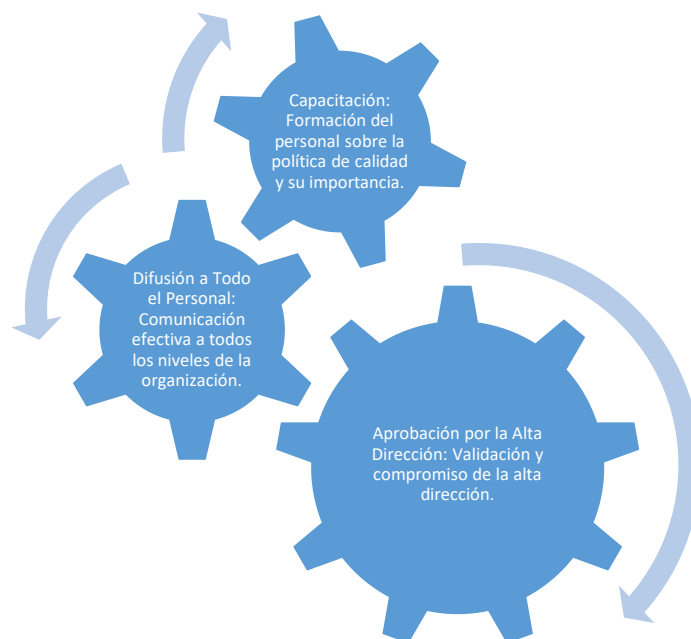 Capacitación:
Formación del
personal sobre la
política de calidad
y su importancia.
Difusión a Todo
el Personal:
Comunicación
efectiva a todos
los niveles de la
organización.
Aprobación por la Alta
Dirección: Validación y
compromiso de la alta
dirección.